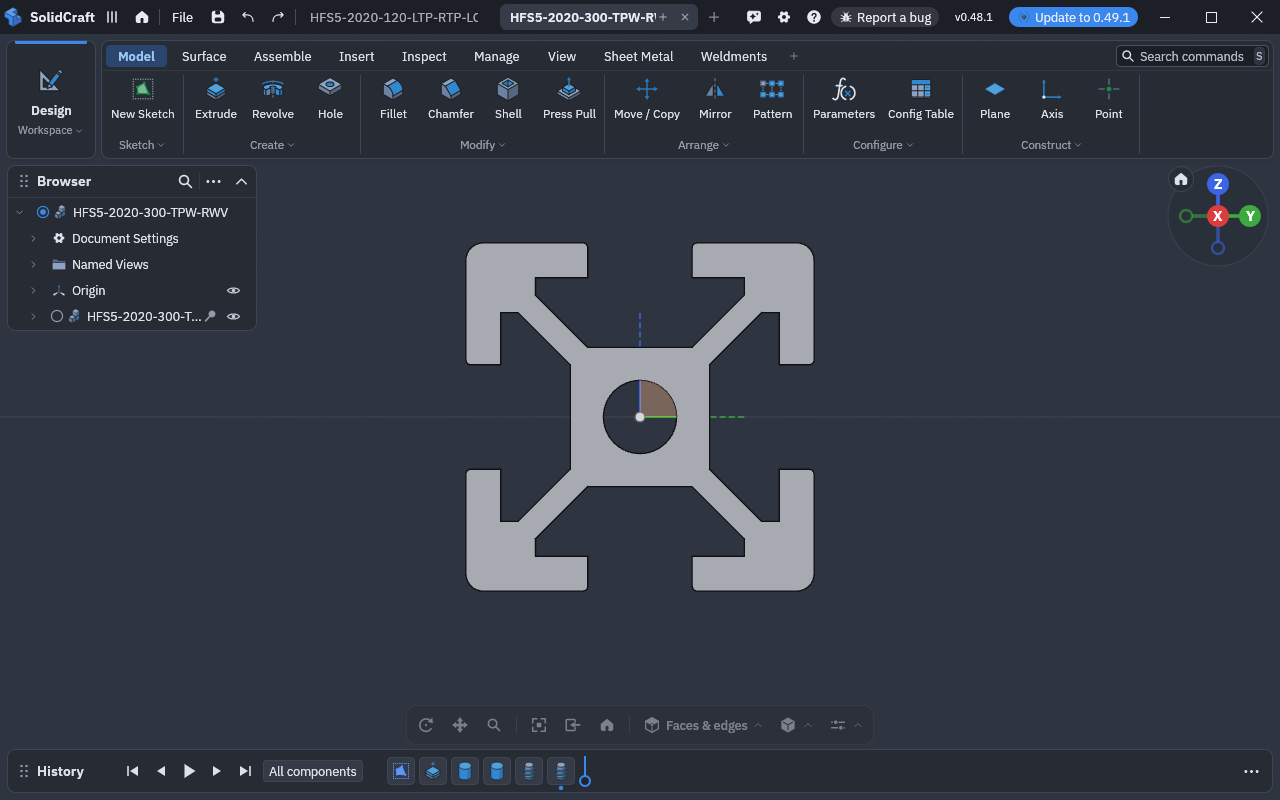 SolidCraft
File
HFS5-2020-120-LTP-RTP-LC
HFS5-2020-300-TPW-R
Report a bug
v0.48.1
Update to 0.49.1
Design
Workspace
Model
Surface
Assemble
Insert
Inspect
Manage
View
Sheet Metal
Weldments
Search commands
S
New Sketch
Extrude
Revolve
Hole
Fillet
Chamfer
Shell
Press Pull
Move / Copy
Mirror
Pattern
Parameters
Config Table
Plane
Axis
Point
Sketch
Create
Modify
Arrange
Configure
Construct
Browser
HFS5-2020-300-TPW-RWV
Document Settings
Named Views
Origin
HFS5-2020-300-T...
Z
X
Y
Faces & edges
History
All components